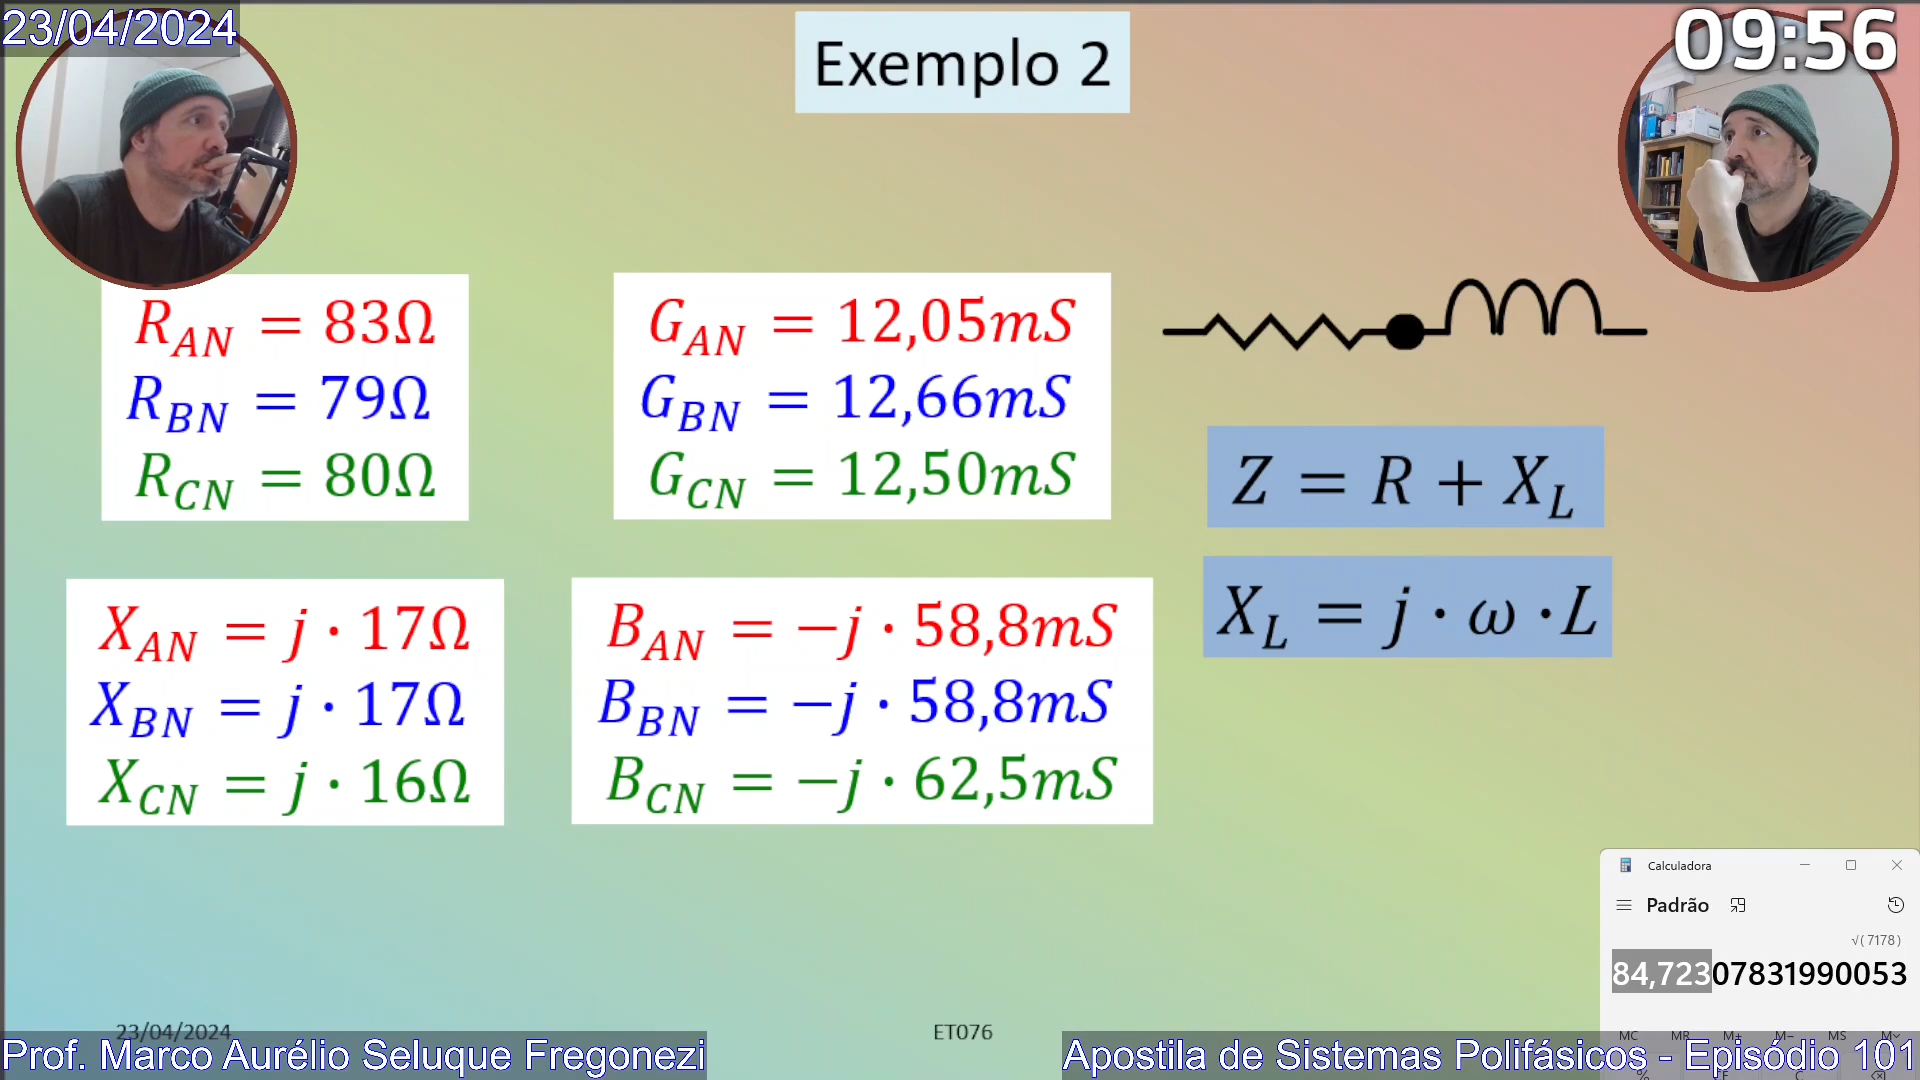 23/04/2024
09:56
Exemplo 2
R_AN = 83Ω
R_BN = 79Ω
R_CN = 80Ω
G_AN = 12,05mS
G_BN = 12,66mS
G_CN = 12,50mS
Z = R + X_L
X_L = j · ω · L
X_AN = j · 17Ω
X_BN = j · 17Ω
X_CN = j · 16Ω
B_AN = −j · 58,8mS
B_BN = −j · 58,8mS
B_CN = −j · 62,5mS
Calculadora
Padrão
√(7178)
84,72307831990053
MC MR M+ M− MS M˅
23/04/2024
ET076
Prof. Marco Aurélio Seluque Fregonezi
Apostila de Sistemas Polifásicos - Episódio 101